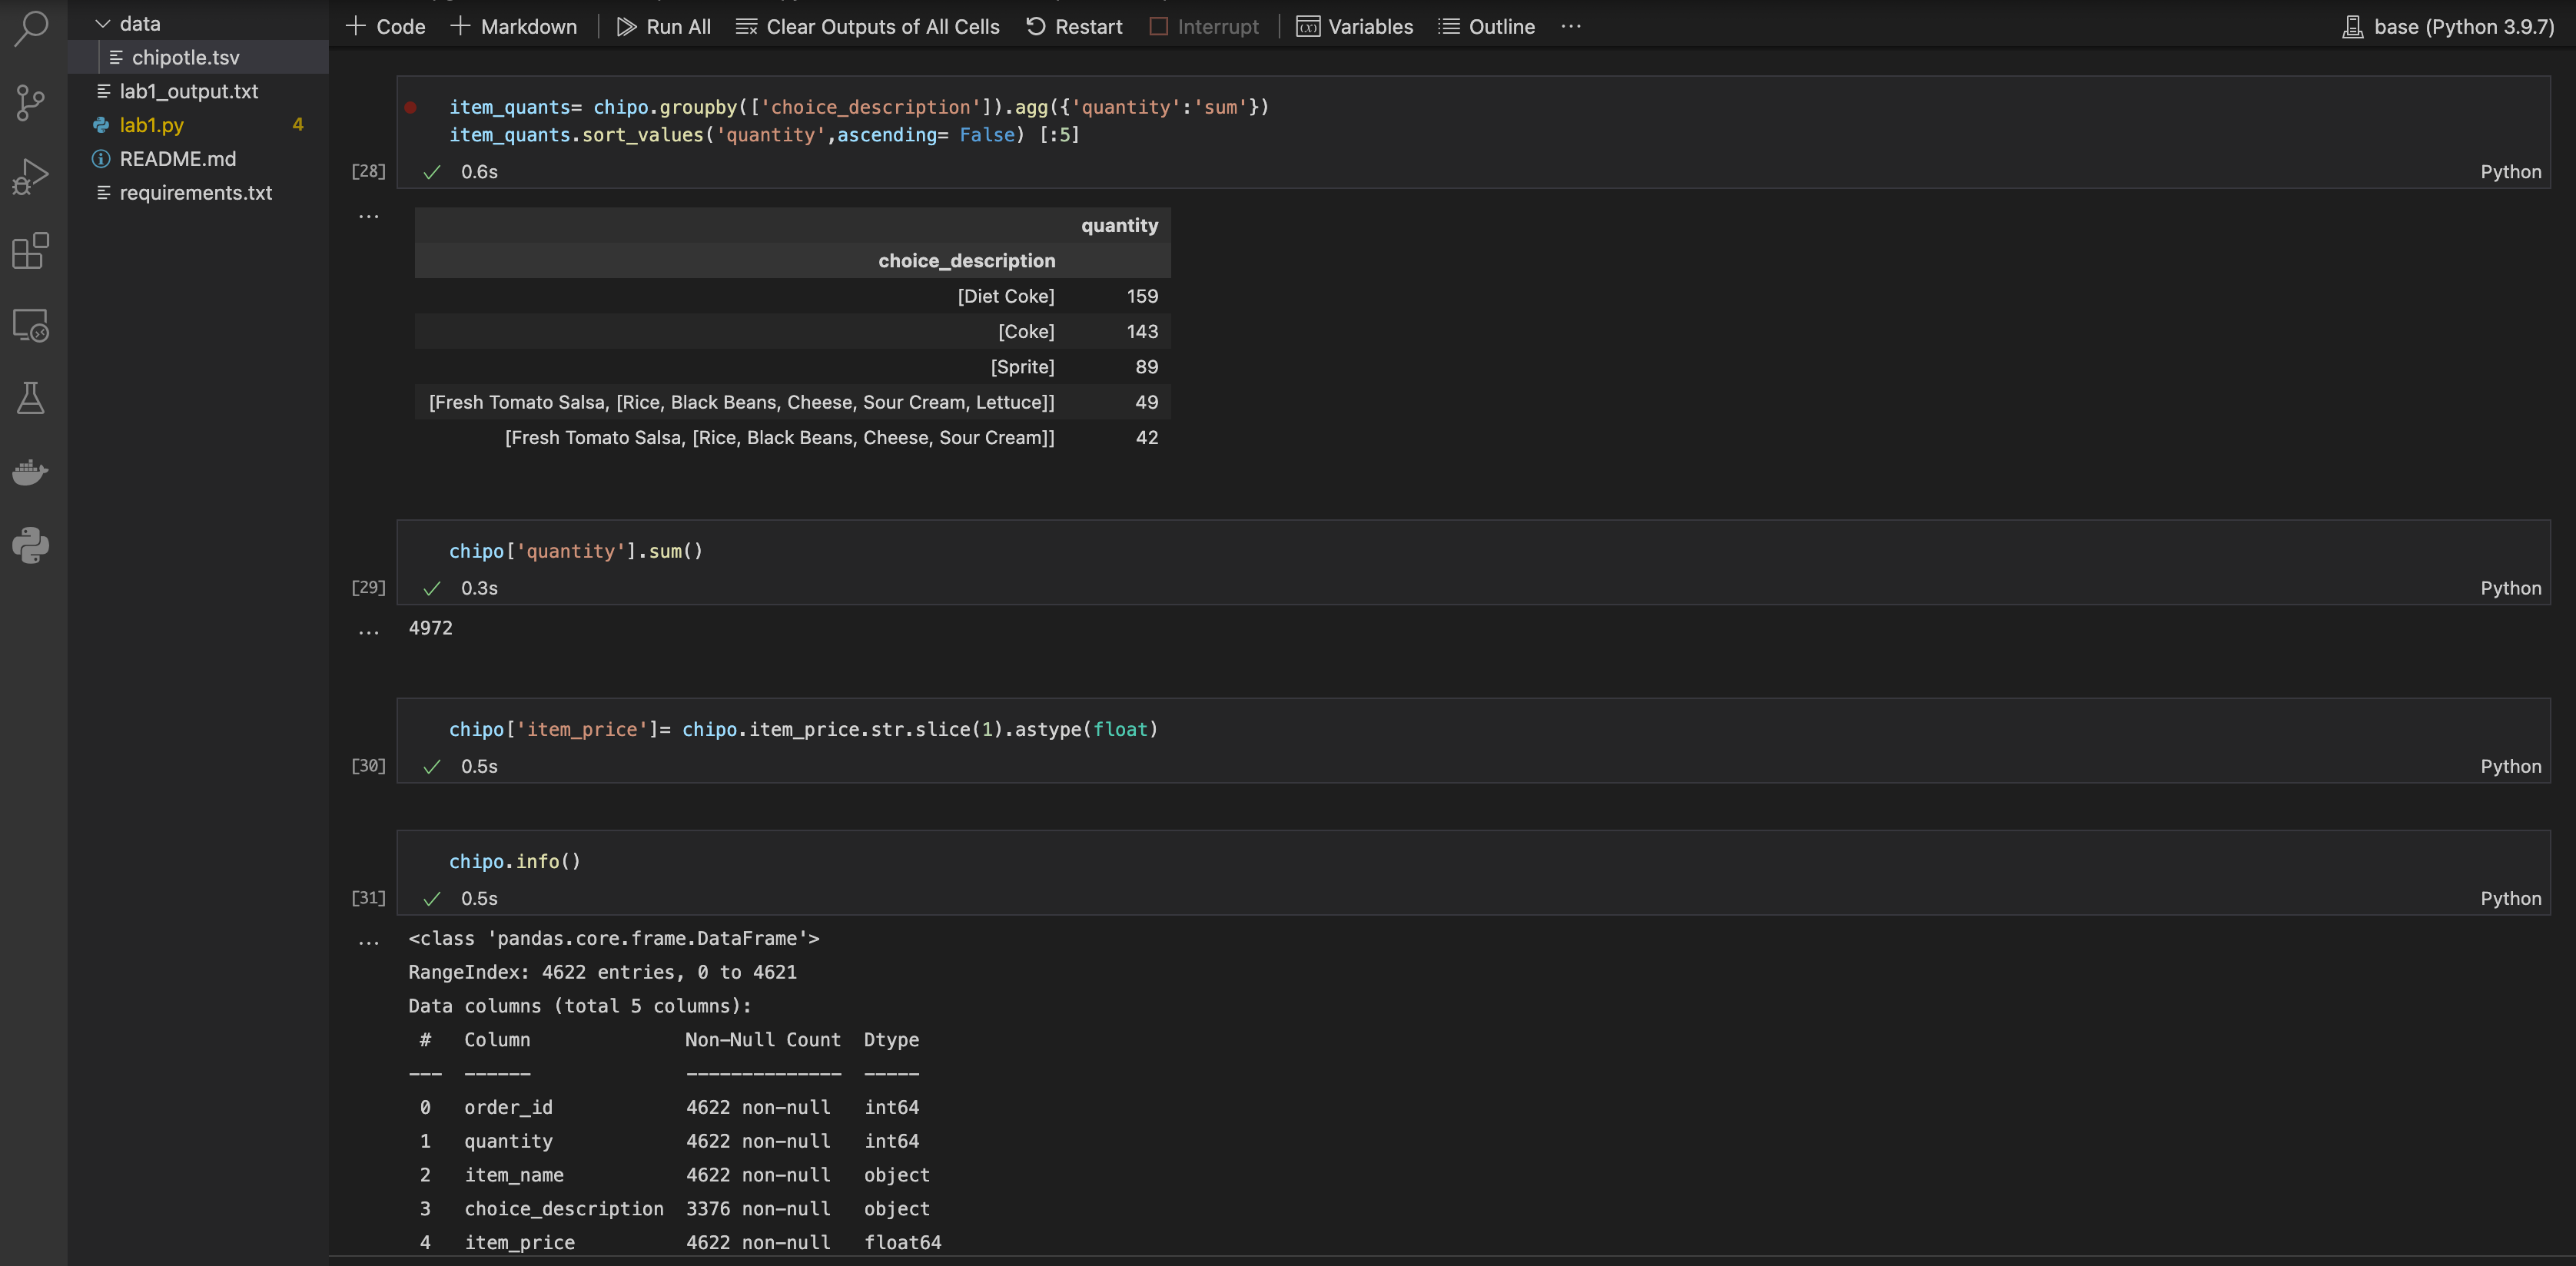 data
chipotle.tsv
lab1_output.txt
lab1.py 4
README.md
requirements.txt
Code Markdown Run All Clear Outputs of All Cells Restart Interrupt Variables Outline ... base (Python 3.9.7)
item_quants= chipo.groupby(['choice_description']).agg({'quantity':'sum'})
item_quants.sort_values('quantity',ascending= False) [:5]
[28] 0.6s Python
...
quantity
choice_description
[Diet Coke] 159
[Coke] 143
[Sprite] 89
[Fresh Tomato Salsa, [Rice, Black Beans, Cheese, Sour Cream, Lettuce]] 49
[Fresh Tomato Salsa, [Rice, Black Beans, Cheese, Sour Cream]] 42
chipo['quantity'].sum()
[29] 0.3s Python
... 4972
chipo['item_price']= chipo.item_price.str.slice(1).astype(float)
[30] 0.5s Python
chipo.info()
[31] 0.5s Python
... <class 'pandas.core.frame.DataFrame'>
RangeIndex: 4622 entries, 0 to 4621
Data columns (total 5 columns):
# Column Non-Null Count Dtype
--- ------ -------------- -----
0 order_id 4622 non-null int64
1 quantity 4622 non-null int64
2 item_name 4622 non-null object
3 choice_description 3376 non-null object
4 item_price 4622 non-null float64